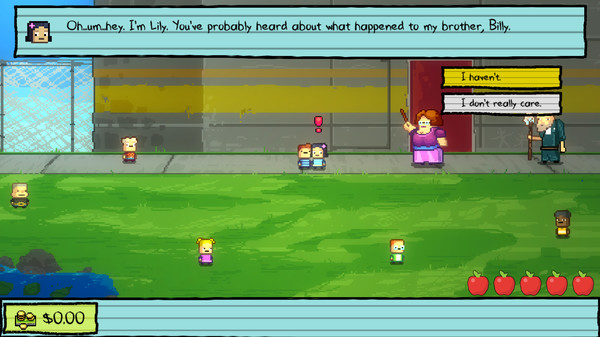 Oh...um...hey. I'm Lily. You've probably heard about what happened to my brother, Billy.
I haven't.
I don't really care.
$0.00